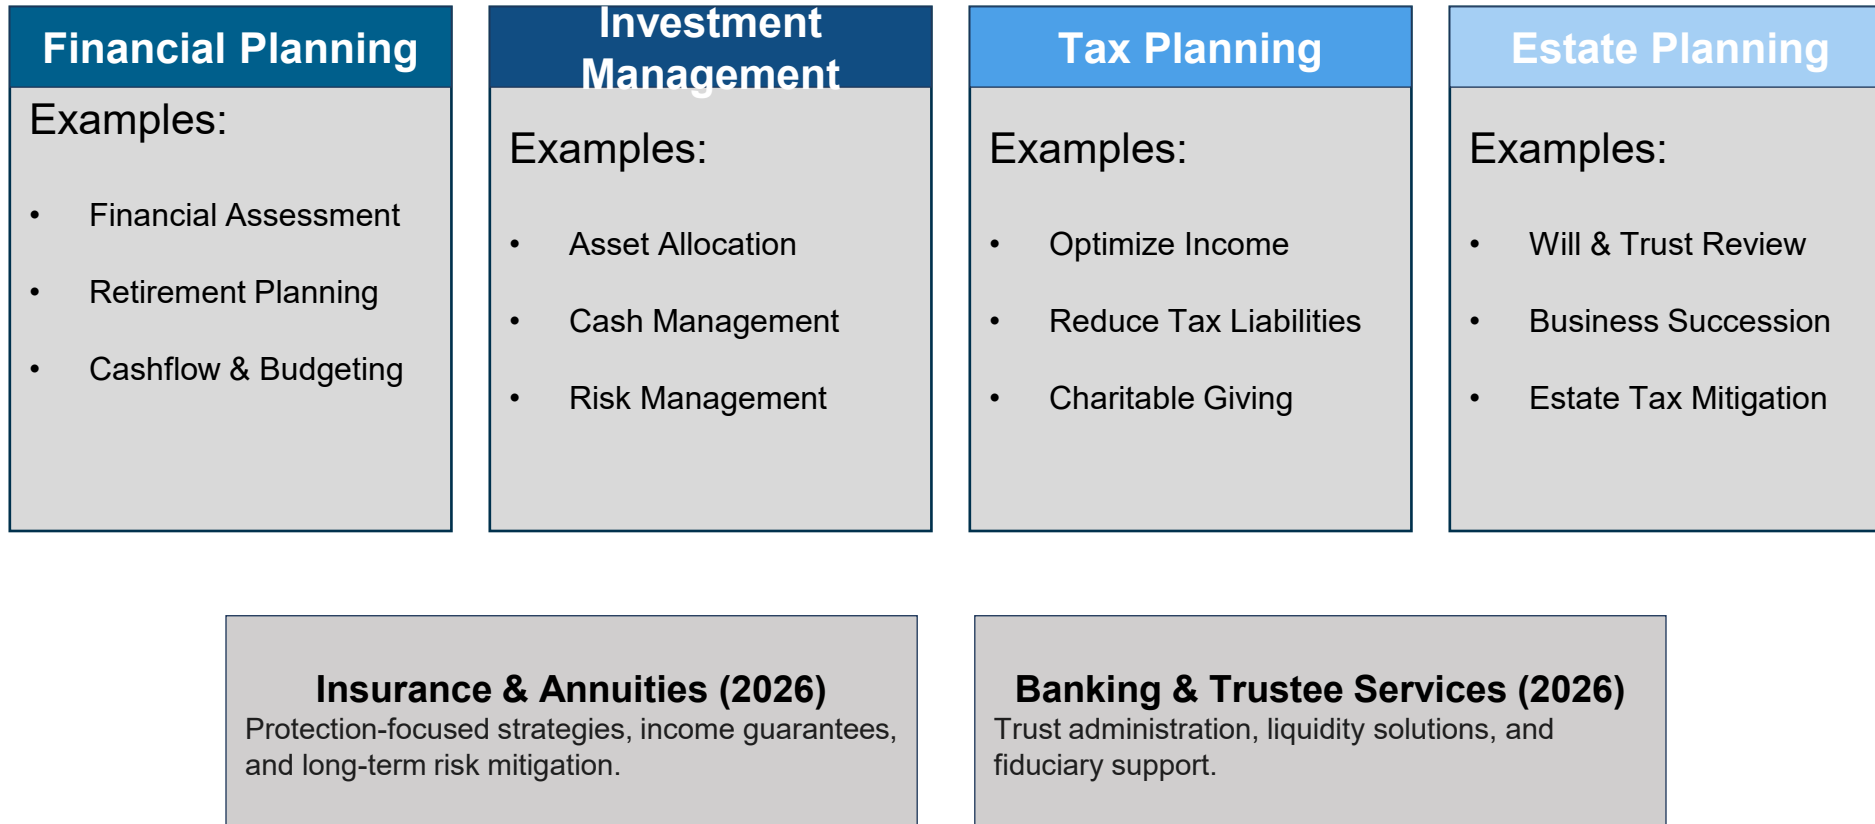 Financial Planning
Examples:
• Financial Assessment
• Retirement Planning
• Cashflow & Budgeting
Investment
Management
Examples:
• Asset Allocation
• Cash Management
• Risk Management
Tax Planning
Examples:
• Optimize Income
• Reduce Tax Liabilities
• Charitable Giving
Estate Planning
Examples:
• Will & Trust Review
• Business Succession
• Estate Tax Mitigation
Insurance & Annuities (2026)
Protection-focused strategies, income guarantees,
and long-term risk mitigation.
Banking & Trustee Services (2026)
Trust administration, liquidity solutions, and
fiduciary support.